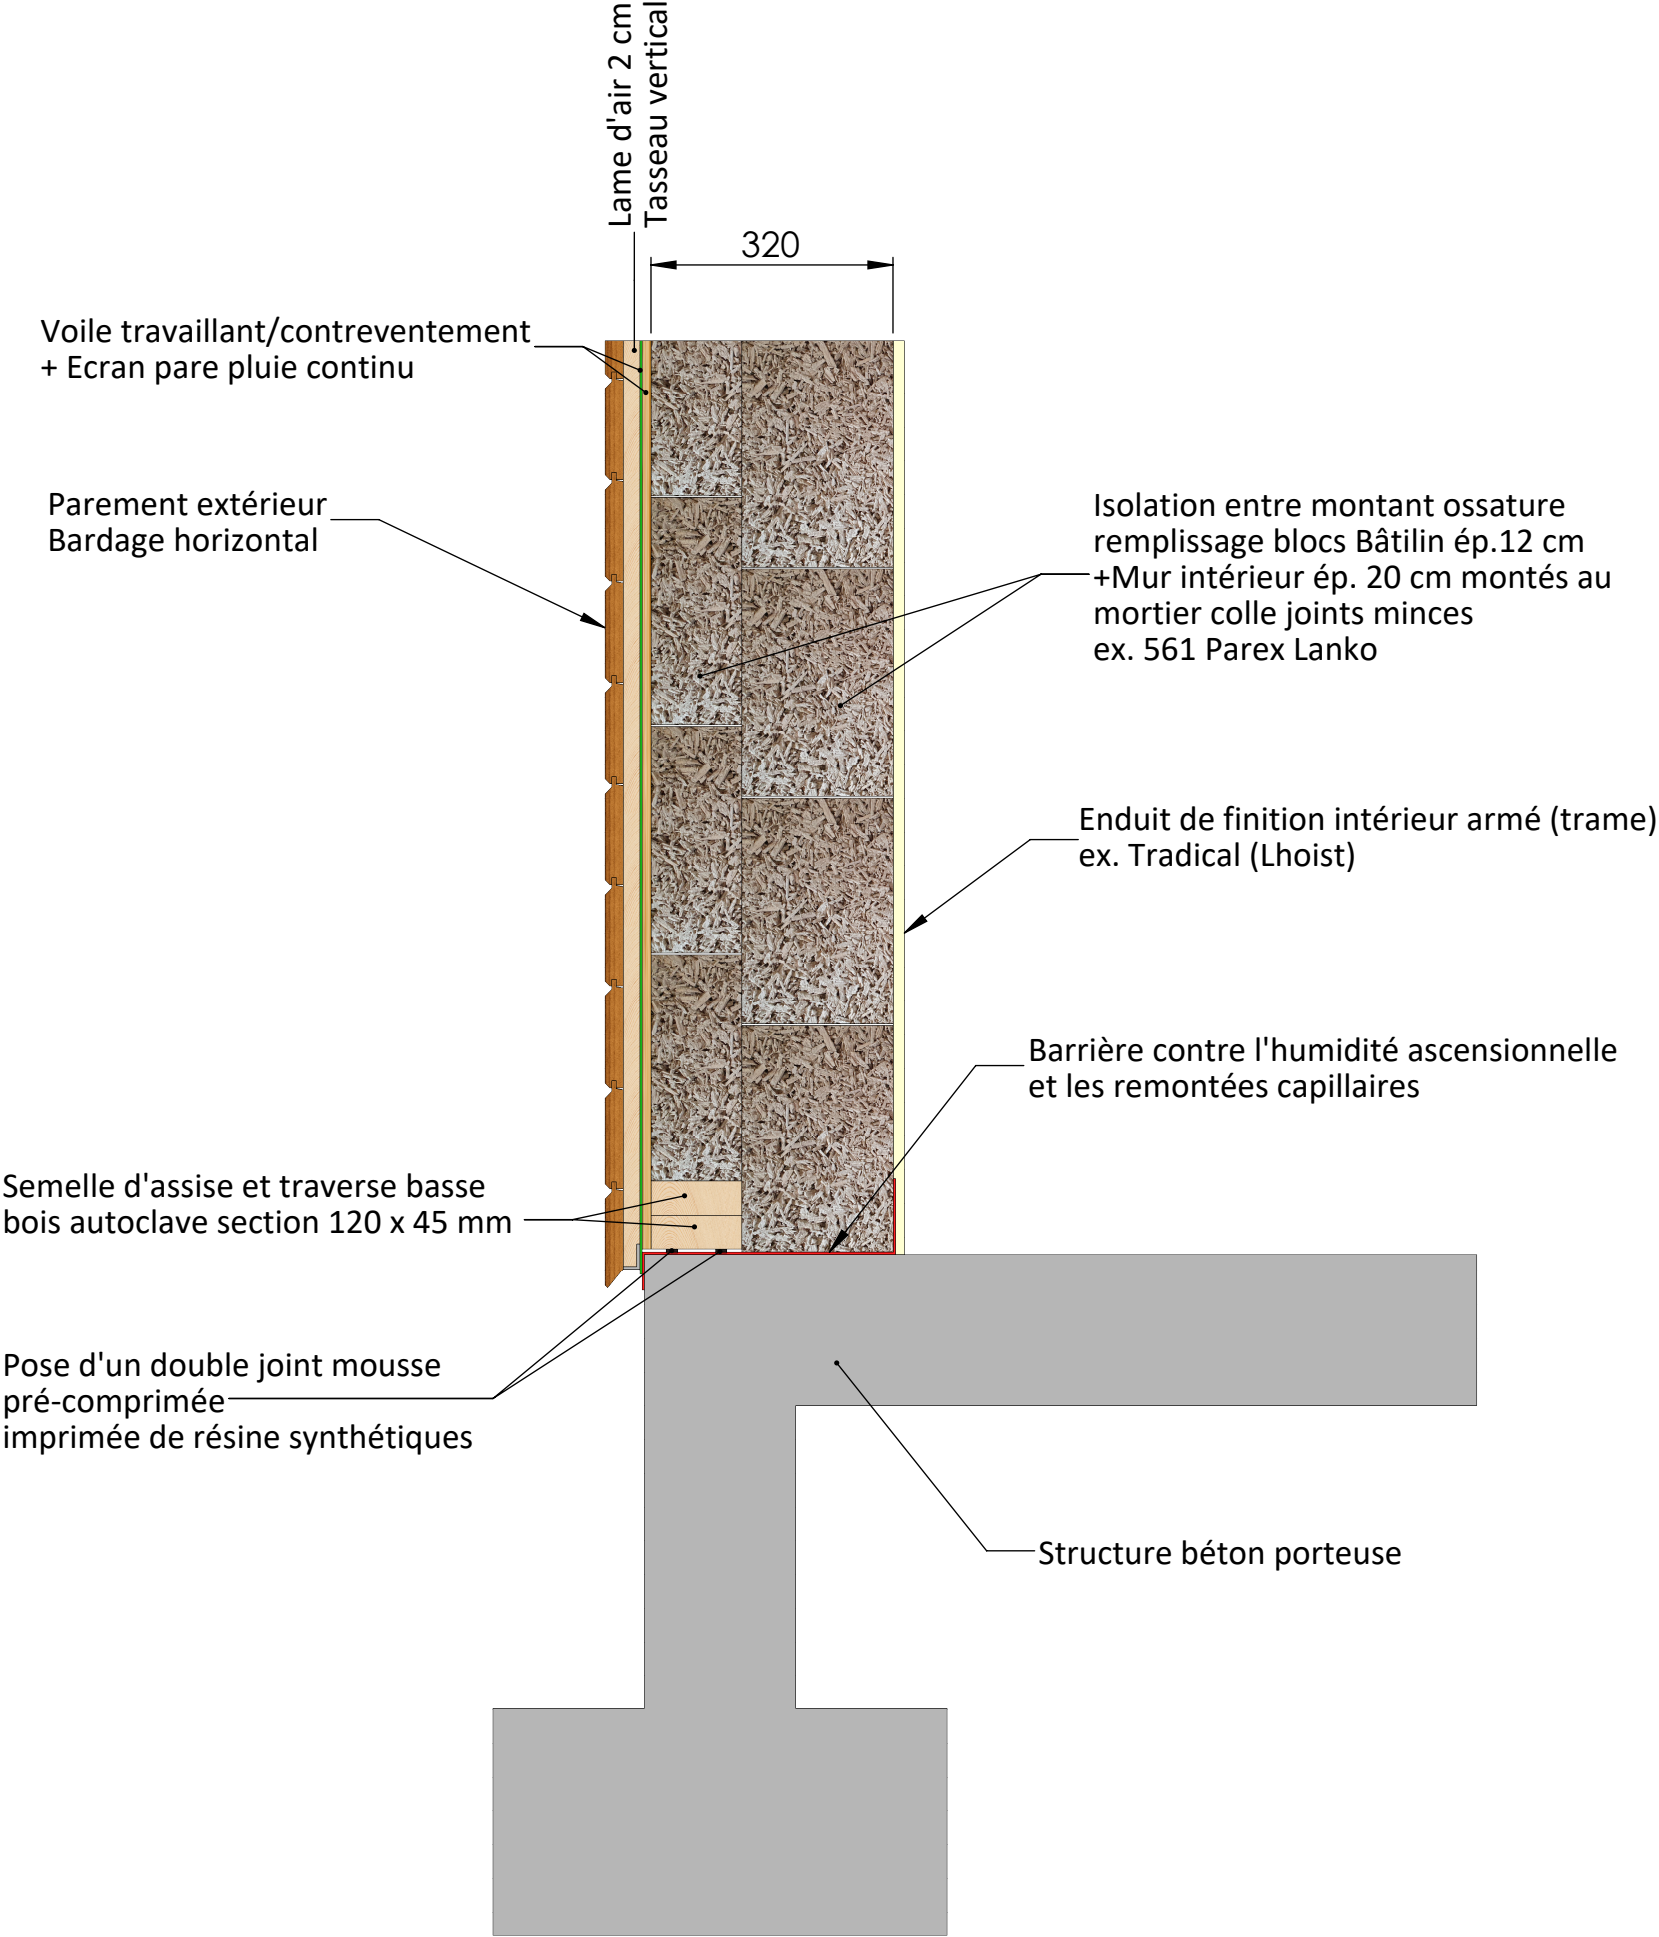 Lame d'air 2 cm
Tasseau vertical
320
Voile travaillant/contreventement
+ Ecran pare pluie continu
Parement extérieur
Bardage horizontal
Isolation entre montant ossature
remplissage blocs Bâtilin ép.12 cm
+Mur intérieur ép. 20 cm montés au
mortier colle joints minces
ex. 561 Parex Lanko
Enduit de finition intérieur armé (trame)
ex. Tradical (Lhoist)
Barrière contre l'humidité ascensionnelle
et les remontées capillaires
Semelle d'assise et traverse basse
bois autoclave section 120 x 45 mm
Pose d'un double joint mousse
pré-comprimée
imprimée de résine synthétiques
Structure béton porteuse